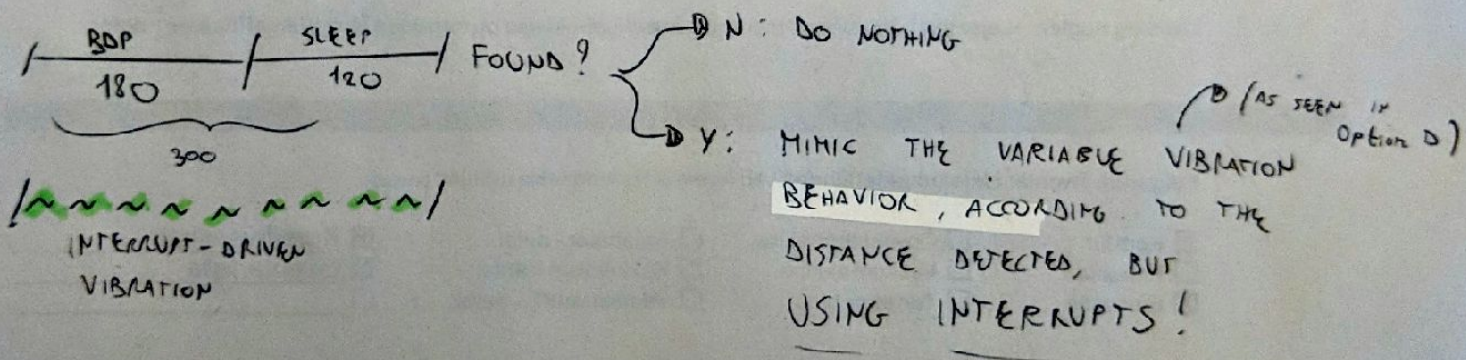 BDP
SLEEP
180
120
300
FOUND?
N: DO NOTHING
Y: MIMIC THE VARIABLE VIBRATION
(AS SEEN IN
OPTION D)
BEHAVIOR, ACCORDING TO THE
DISTANCE DETECTED, BUT
USING INTERRUPTS!
INTERRUPT-DRIVEN
VIBRATION